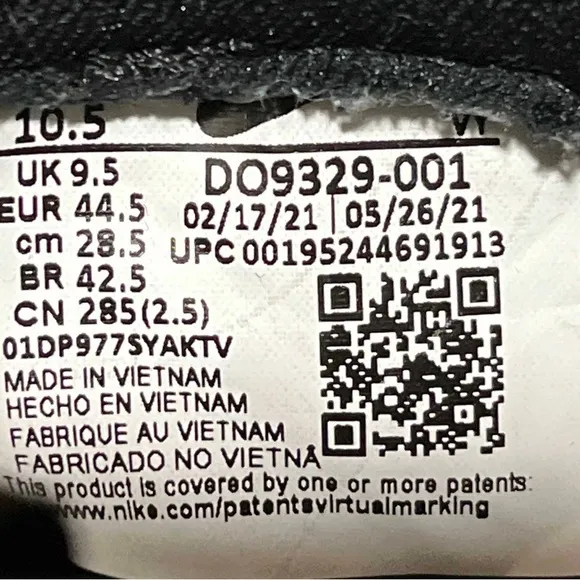 10.5
VY
UK 9.5
DO9329-001
EUR 44.5
02/17/21 | 05/26/21
cm 28.5
UPC 00195244691913
BR 42.5
CN 285(2.5)
01DP977SYAKTV
MADE IN VIETNAM
HECHO EN VIETNAM
FABRIQUE AU VIETNAM
FABRICADO NO VIETNÃ
This product is covered by one or more patents:
www.nike.com/patentsvirtualmarking